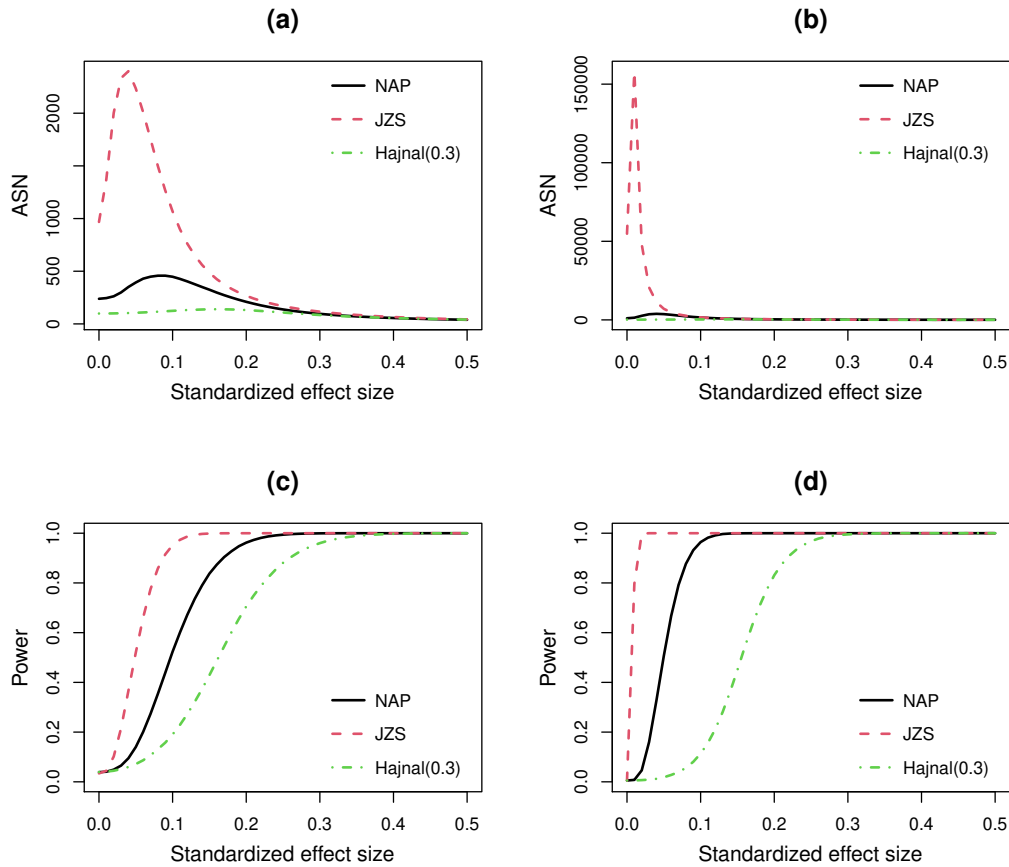 (a)
ASN
0
500
1000
2000
NAP
JZS
Hajnal(0.3)
0.0 0.1 0.2 0.3 0.4 0.5
Standardized effect size
(b)
ASN
0
50000
100000
150000
NAP
JZS
Hajnal(0.3)
0.0 0.1 0.2 0.3 0.4 0.5
Standardized effect size
(c)
Power
0.0 0.2 0.4 0.6 0.8 1.0
NAP
JZS
Hajnal(0.3)
0.0 0.1 0.2 0.3 0.4 0.5
Standardized effect size
(d)
Power
0.0 0.2 0.4 0.6 0.8 1.0
NAP
JZS
Hajnal(0.3)
0.0 0.1 0.2 0.3 0.4 0.5
Standardized effect size